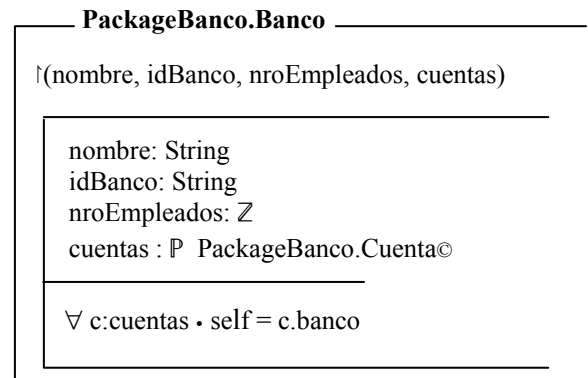 PackageBanco.Banco
↾(nombre, idBanco, nroEmpleados, cuentas)
nombre: String
idBanco: String
nroEmpleados: ℤ
cuentas : ℙ PackageBanco.Cuenta©
∀ c:cuentas • self = c.banco